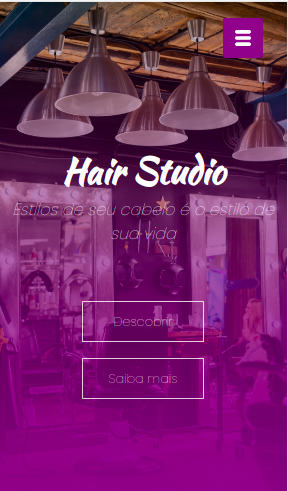 Hair Studio
Estilos de seu cabelo é o estilo de
sua vida
Descobrir
Saiba mais